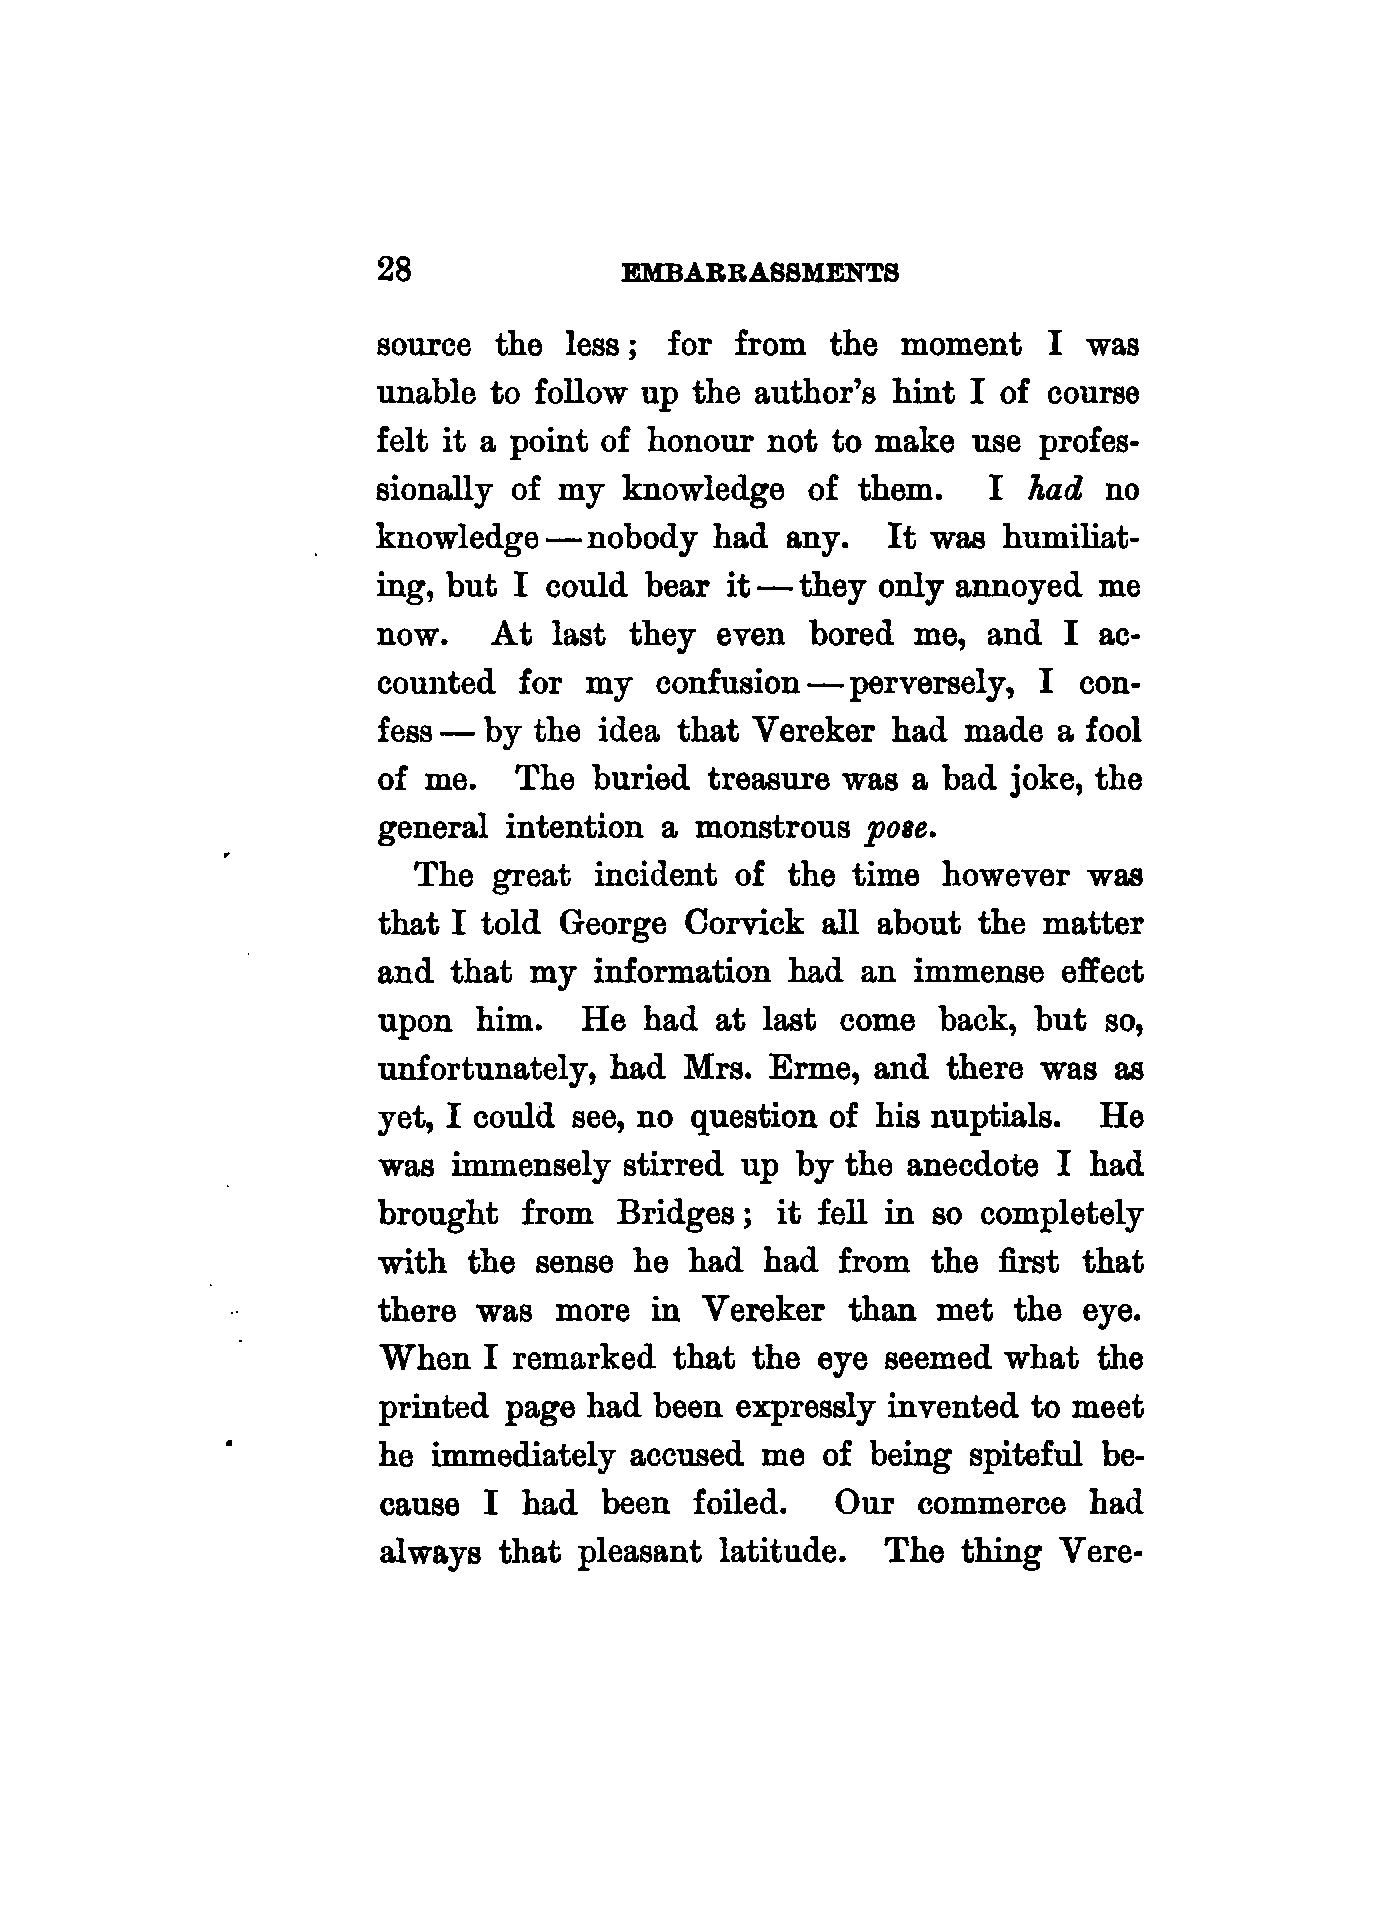 28 EMBARRASSMENTS
source the less; for from the moment I was
unable to follow up the author's hint I of course
felt it a point of honour not to make use profes-
sionally of my knowledge of them. I had no
knowledge — nobody had any. It was humiliat-
ing, but I could bear it — they only annoyed me
now. At last they even bored me, and I ac-
counted for my confusion — perversely, I con-
fess — by the idea that Vereker had made a fool
of me. The buried treasure was a bad joke, the
general intention a monstrous pose.
The great incident of the time however was
that I told George Corvick all about the matter
and that my information had an immense effect
upon him. He had at last come back, but so,
unfortunately, had Mrs. Erme, and there was as
yet, I could see, no question of his nuptials. He
was immensely stirred up by the anecdote I had
brought from Bridges; it fell in so completely
with the sense he had had from the first that
there was more in Vereker than met the eye.
When I remarked that the eye seemed what the
printed page had been expressly invented to meet
he immediately accused me of being spiteful be-
cause I had been foiled. Our commerce had
always that pleasant latitude. The thing Vere-